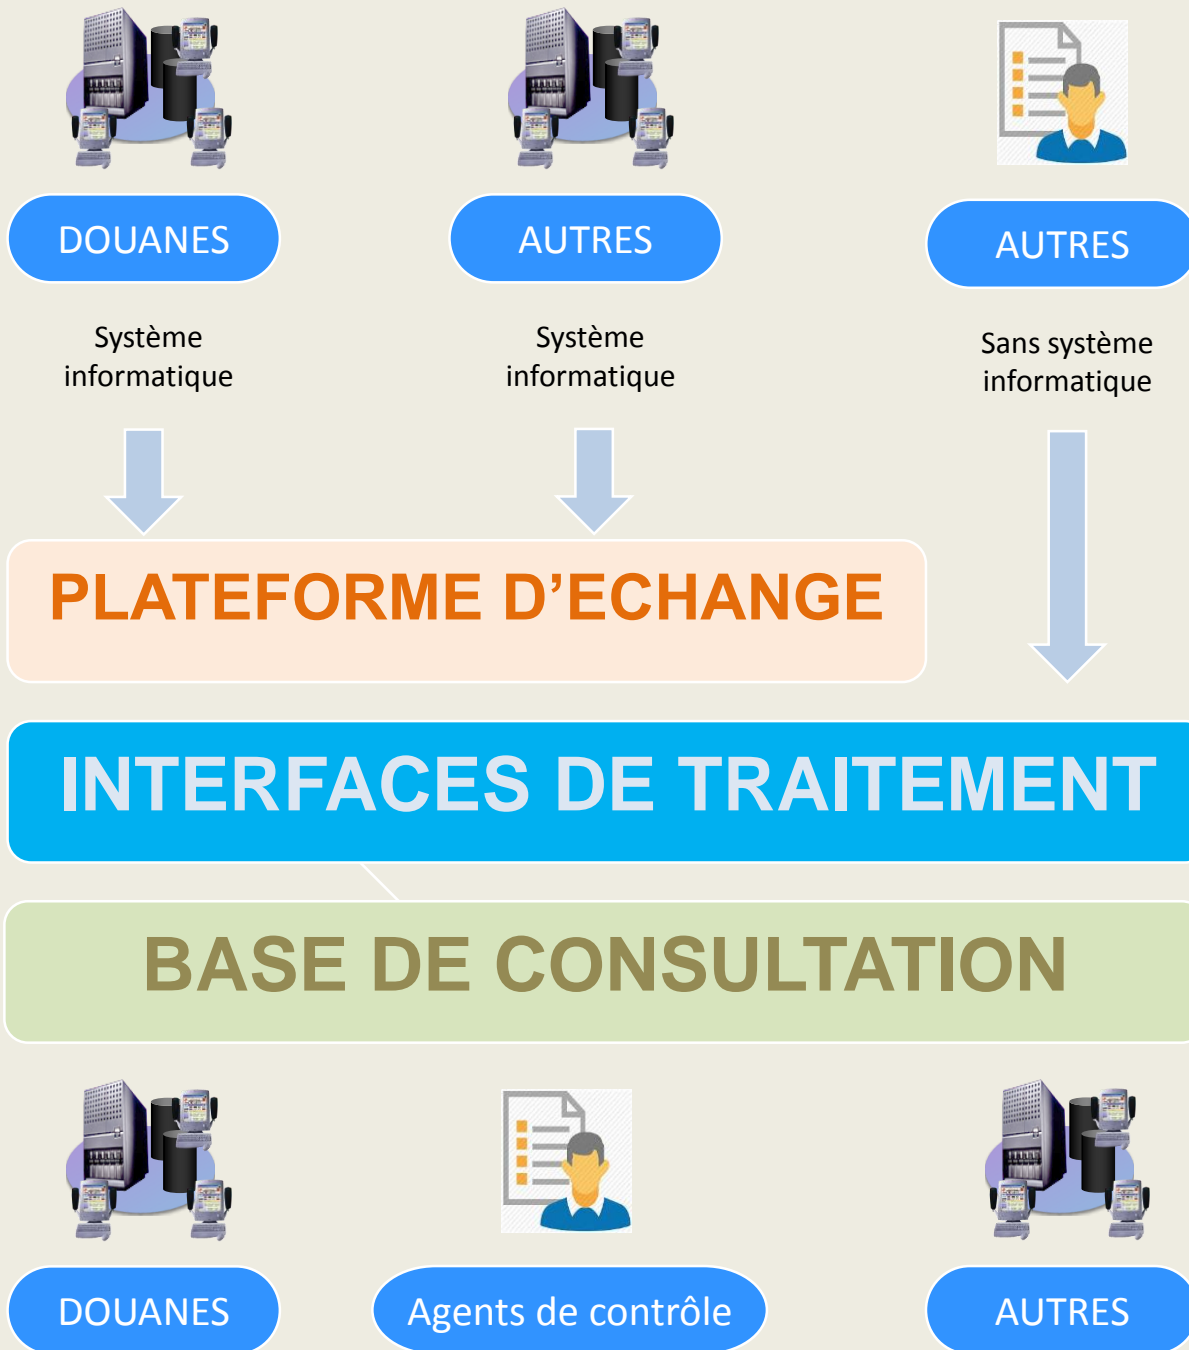 DOUANES
AUTRES
AUTRES
Système
informatique
Système
informatique
Sans système
informatique
PLATEFORME D’ECHANGE
INTERFACES DE TRAITEMENT
BASE DE CONSULTATION
DOUANES
Agents de contrôle
AUTRES